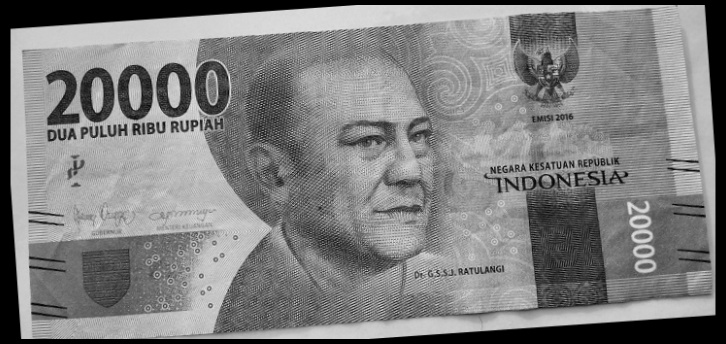 20000
DUA PULUH RIBU RUPIAH
EMISI 2016
NEGARA KESATUAN REPUBLIK
INDONESIA
20000
GUBERNUR
MENTERI KEUANGAN
Dr. G.S.S.J. RATULANGI